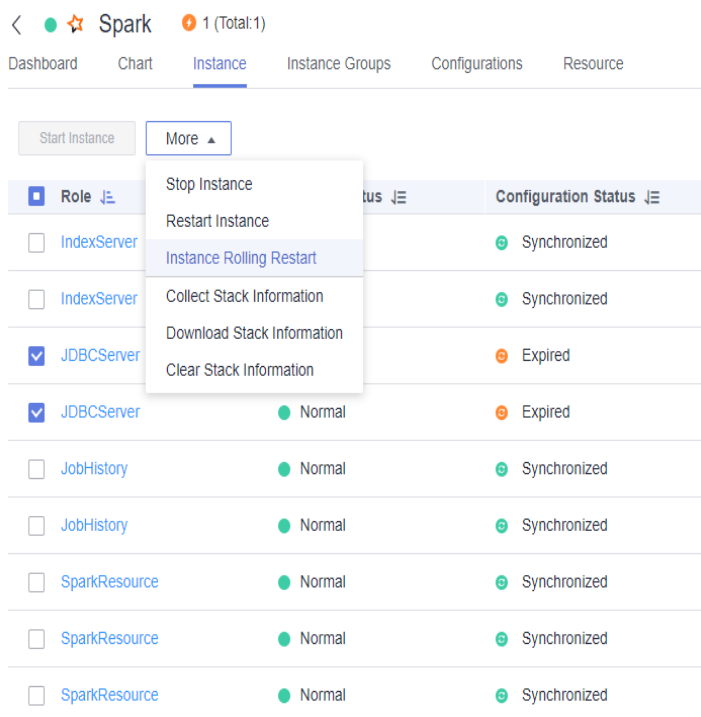 Spark 1 (Total:1)
Dashboard Chart Instance Instance Groups Configurations Resource
Start Instance More
Stop Instance
Role tus Configuration Status
Restart Instance
IndexServer Synchronized
Instance Rolling Restart
IndexServer Collect Stack Information Synchronized
Download Stack Information
JDBCServer Expired
Clear Stack Information
JDBCServer Normal Expired
JobHistory Normal Synchronized
JobHistory Normal Synchronized
SparkResource Normal Synchronized
SparkResource Normal Synchronized
SparkResource Normal Synchronized